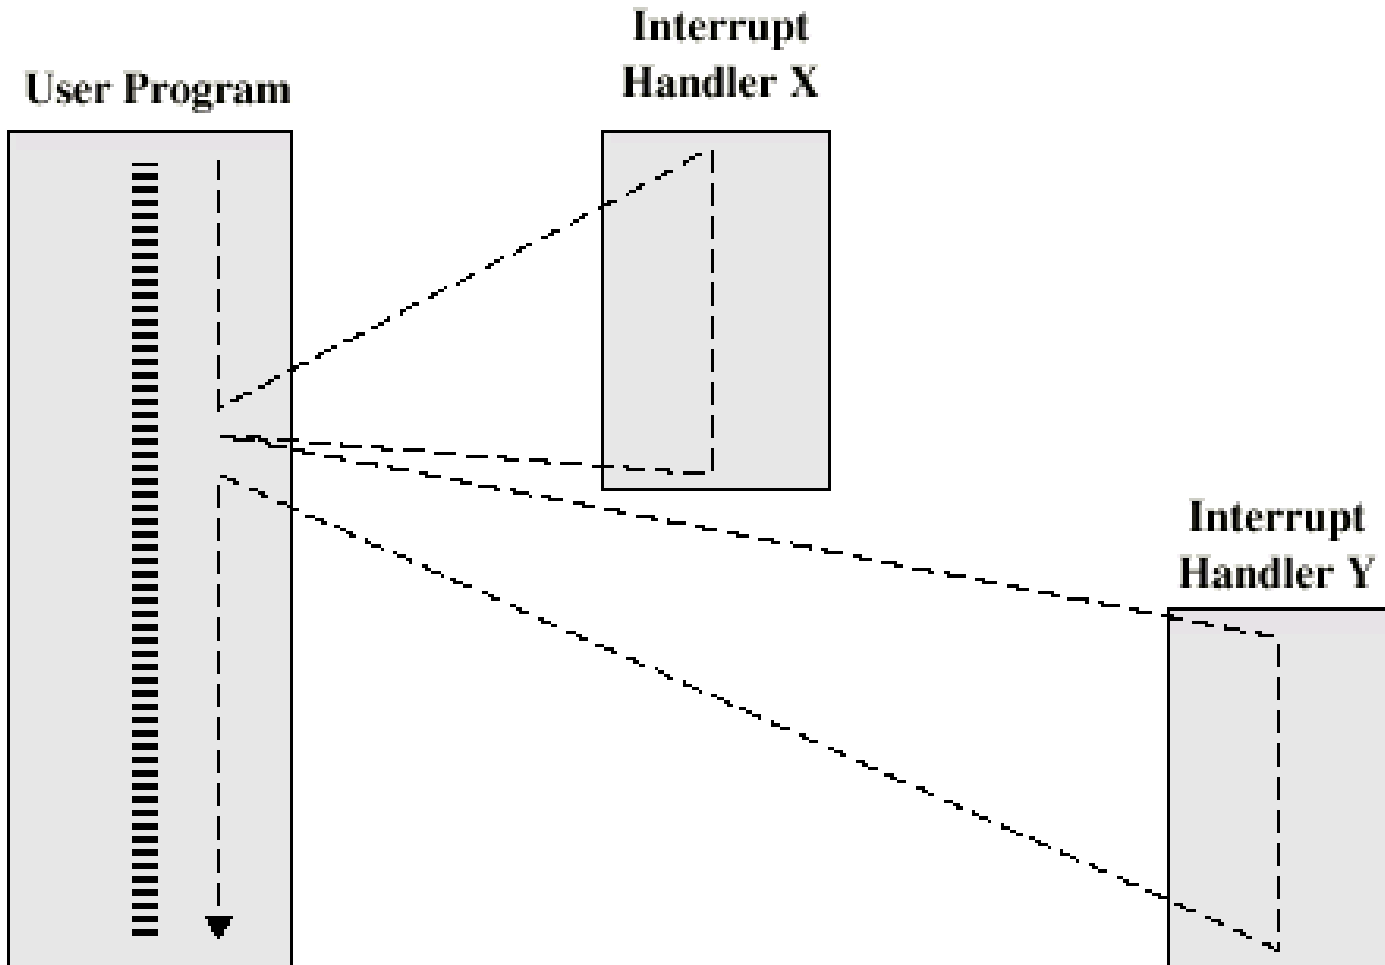 User Program
Interrupt
Handler X
Interrupt
Handler Y